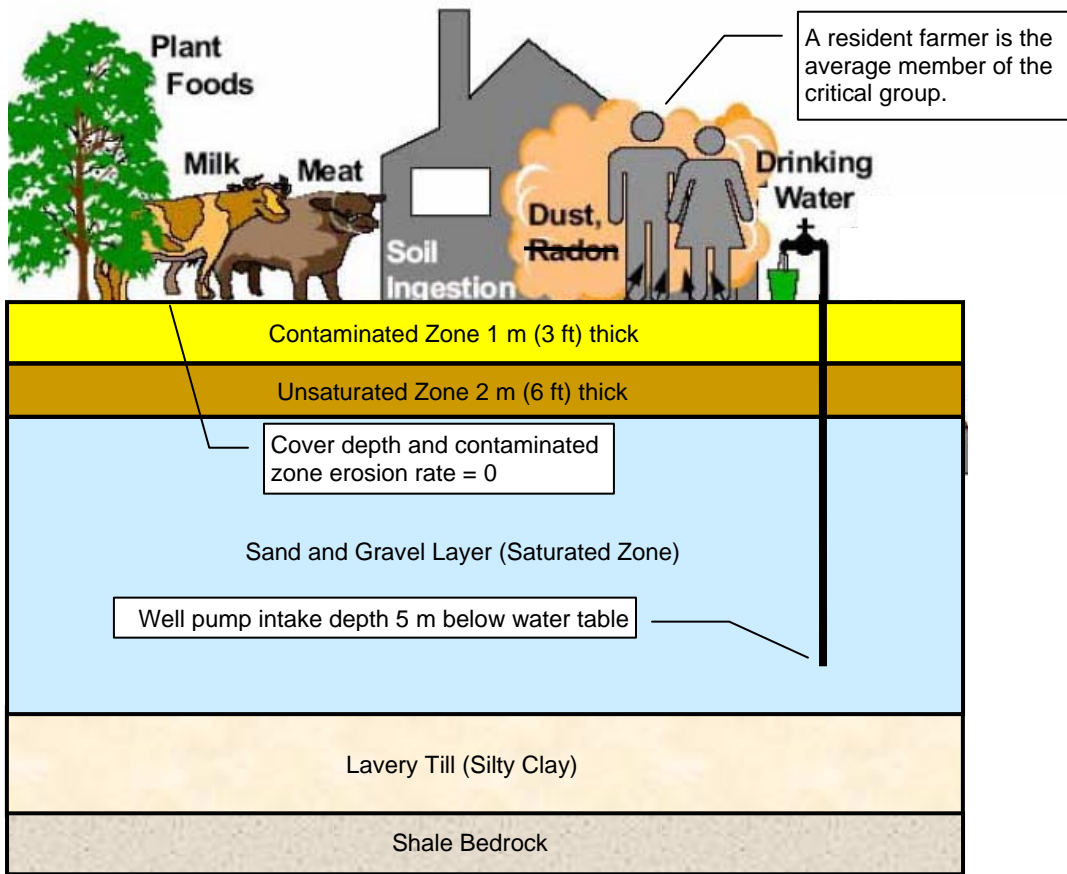 Plant
Foods
A resident farmer is the
average member of the
critical group.
Milk
Meat
Drinking
Water
Dust,
Radon
Soil
Ingestion
Contaminated Zone 1 m (3 ft) thick
Unsaturated Zone 2 m (6 ft) thick
Cover depth and contaminated
zone erosion rate = 0
Sand and Gravel Layer (Saturated Zone)
Well pump intake depth 5 m below water table
Lavery Till (Silty Clay)
Shale Bedrock